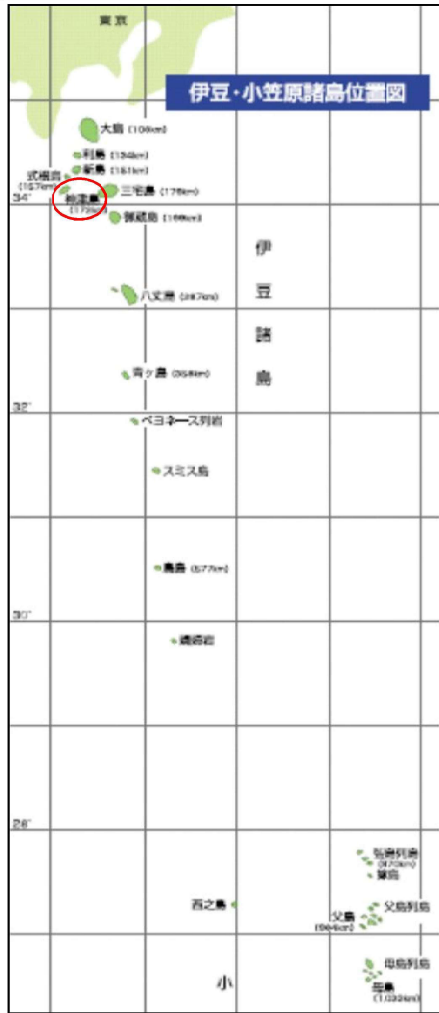 東京
伊豆・小笠原諸島位置図
大島 (108km)
利島 (134km)
新島 (151km)
式根島
(157km)
三宅島 (175km)
34°
神津島
(172km)
御蔵島 (199km)
伊豆諸島
八丈島 (287km)
青ヶ島 (358km)
32°
ベヨネース列岩
スミス島
鳥島 (577km)
30°
孀婦岩
28°
聟島列島
聟島
西之島
父島列島
父島
(984km)
母島列島
小
母島
(1,033km)